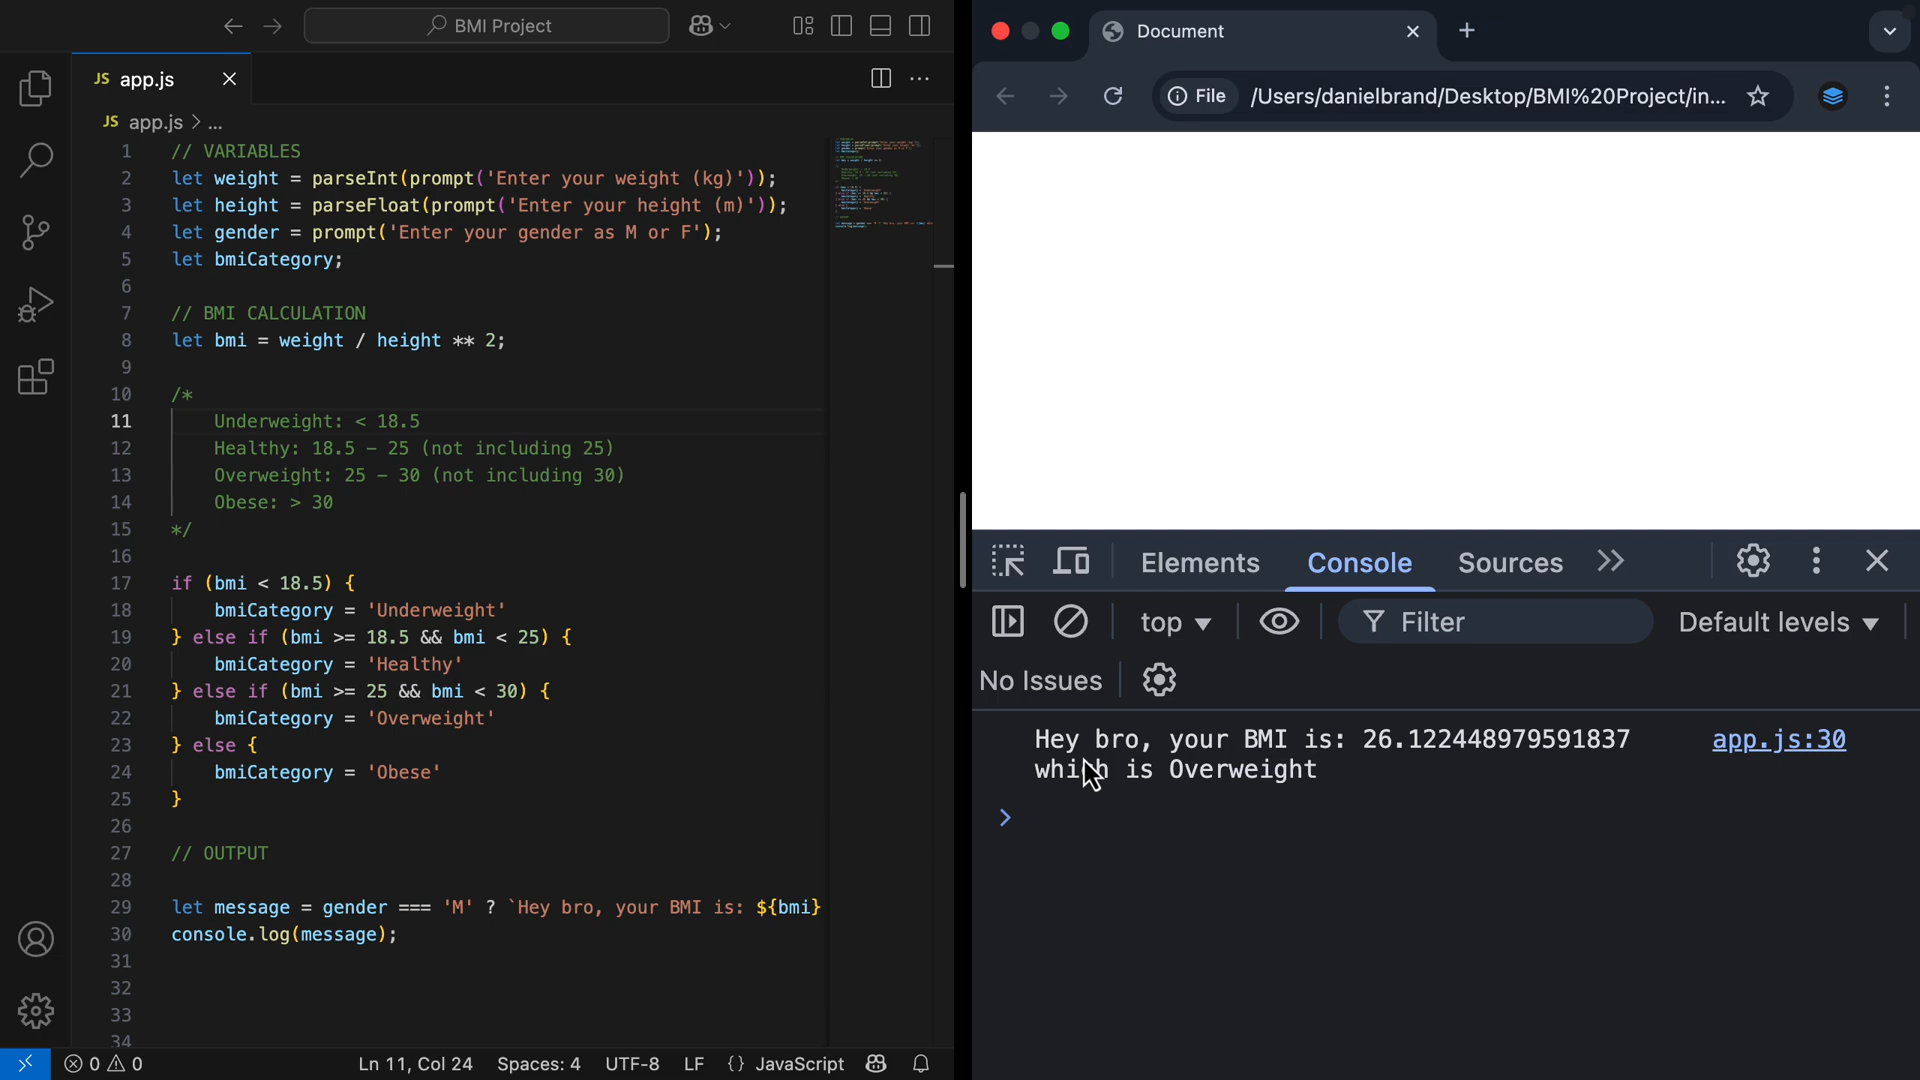 BMI Project
JS app.js
JS app.js > ...
1 // VARIABLES
2 let weight = parseInt(prompt('Enter your weight (kg)'));
3 let height = parseFloat(prompt('Enter your height (m)'));
4 let gender = prompt('Enter your gender as M or F');
5 let bmiCategory;
6
7 // BMI CALCULATION
8 let bmi = weight / height ** 2;
9
10 /*
11 Underweight: < 18.5
12 Healthy: 18.5 – 25 (not including 25)
13 Overweight: 25 – 30 (not including 30)
14 Obese: > 30
15 */
16
17 if (bmi < 18.5) {
18 bmiCategory = 'Underweight'
19 } else if (bmi >= 18.5 && bmi < 25) {
20 bmiCategory = 'Healthy'
21 } else if (bmi >= 25 && bmi < 30) {
22 bmiCategory = 'Overweight'
23 } else {
24 bmiCategory = 'Obese'
25 }
26
27 // OUTPUT
28
29 let message = gender === 'M' ? `Hey bro, your BMI is: ${bmi}
30 console.log(message);
31
32
33
34
0 0 Ln 11, Col 24 Spaces: 4 UTF-8 LF {} JavaScript
Document
File /Users/danielbrand/Desktop/BMI%20Project/in...
Elements Console Sources
top Filter Default levels
No Issues
Hey bro, your BMI is: 26.122448979591837 app.js:30
which is Overweight